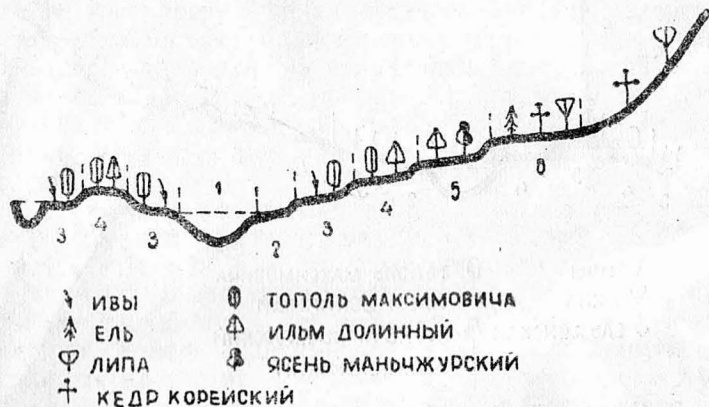 1
2
3
4
3
3
4
5
6
ИВЫ
ЕЛЬ
ЛИПА
КЕДР КОРЕЙСКИЙ
ТОПОЛЬ МАКСИМОВИЧА
ИЛЬМ ДОЛИННЫЙ
ЯСЕНЬ МАНЬЧЖУРСКИЙ